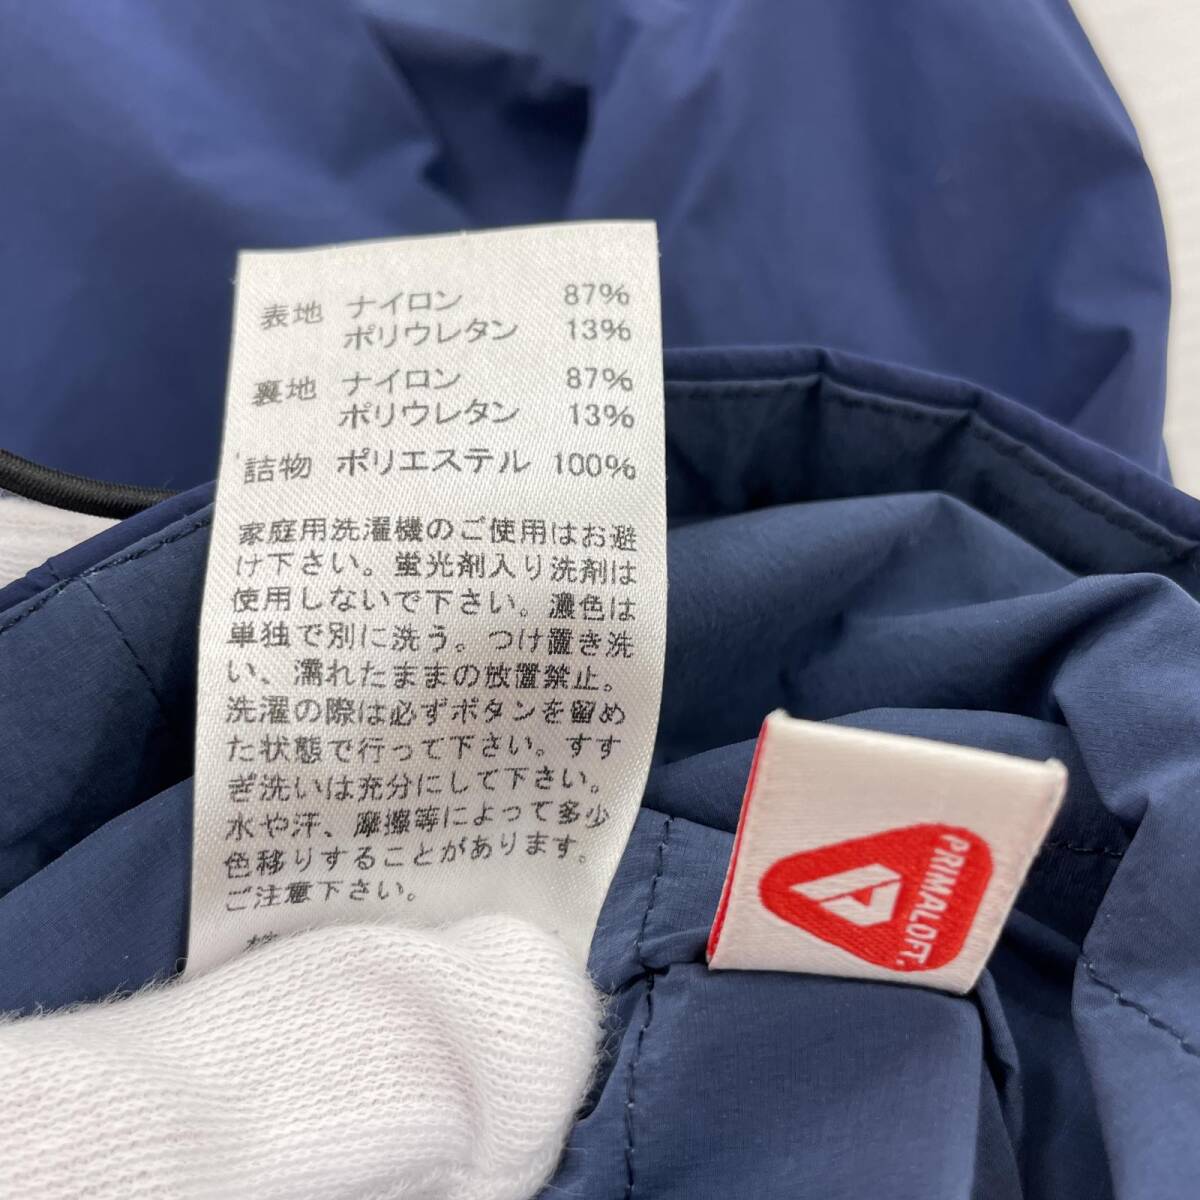 表地 ナイロン 87%
ポリウレタン 13%
裏地 ナイロン 87%
ポリウレタン 13%
詰物 ポリエステル 100%
家庭用洗濯機のご使用はお避
け下さい。蛍光剤入り洗剤は
使用しないで下さい。濃色は
単独で別に洗う。つけ置き洗
い、濡れたままの放置禁止。
洗濯の際は必ずボタンを留め
た状態で行って下さい。すす
ぎ洗いは充分にして下さい。
水や汗、摩擦等によって多少
色移りすることがあります。
ご注意下さい。
PRIMALOFT.